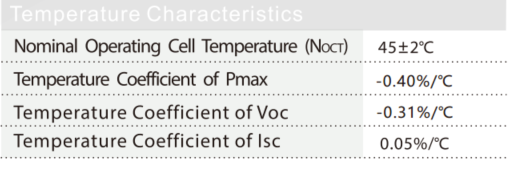 Temperature Characteristics
Nominal Operating Cell Temperature (NOCT) 45±2℃
Temperature Coefficient of Pmax -0.40%/℃
Temperature Coefficient of Voc -0.31%/℃
Temperature Coefficient of Isc 0.05%/℃